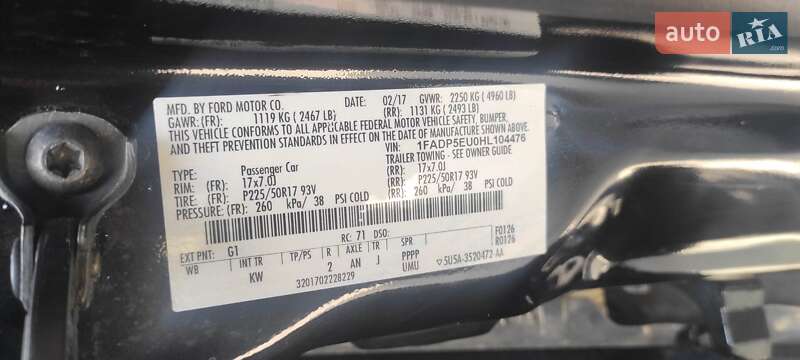 auto RIA.com
MFD. BY FORD MOTOR CO. DATE: 02/17 GVWR: 2250 KG ( 4960 LB)
GAWR: (FR): 1119 KG ( 2467 LB) (RR): 1131 KG ( 2493 LB)
THIS VEHICLE CONFORMS TO ALL APPLICABLE FEDERAL MOTOR VEHICLE SAFETY, BUMPER,
AND THEFT PREVENTION STANDARDS IN EFFECT ON THE DATE OF MANUFACTURE SHOWN ABOVE.
VIN: 1FADP5EU0HL104476
TYPE: Passenger Car TRAILER TOWING - SEE OWNER GUIDE
RIM: (FR): 17x7.0J (RR): 17x7.0J
TIRE: (FR): P225/50R17 93V (RR): P225/50R17 93V
PRESSURE: (FR): 260 kPa/ 38 PSI COLD (RR): 260 kPa/ 38 PSI COLD
EXT PNT: G1 RC: 71 DSO: F0126
R0126
WB INT TR TP/PS R AXLE TR SPR
KW 2 AN J PPPP
UMU 5U5A-3520472-AA
3201702228229